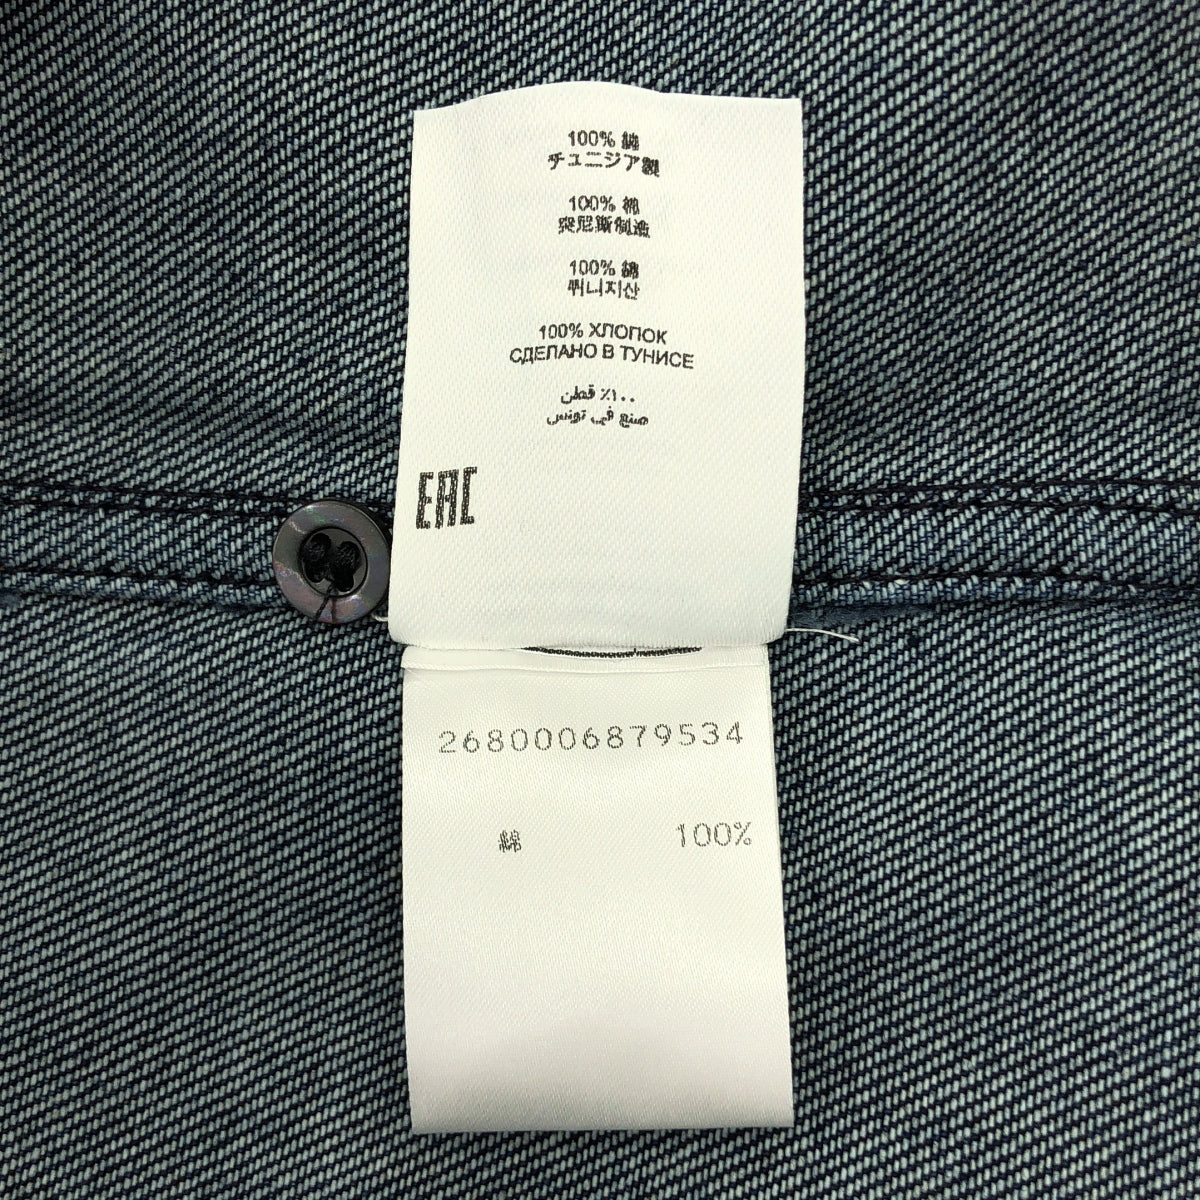 100% 綿
チュニジア製
100% 棉
突尼斯制造
100% 綿
튀니지산
100% ХЛОПОК
СДЕЛАНО В ТУНИСЕ
١٠٠٪ قطن
صنع في تونس
EAC
2680006879534
綿 100%